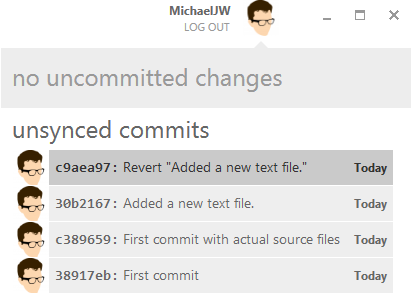 MichaelJW
LOG OUT
no uncommitted changes
unsynced commits
c9aea97: Revert "Added a new text file." Today
30b2167: Added a new text file. Today
c389659: First commit with actual source files Today
38917eb: First commit Today